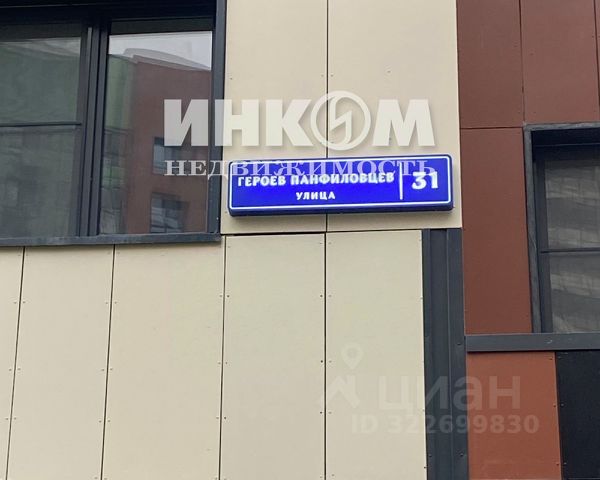 ИНКОМ
НЕДВИЖИМОСТЬ
ГЕРОЕВ ПАНФИЛОВЦЕВ 31
УЛИЦА
циан
ID 322699830